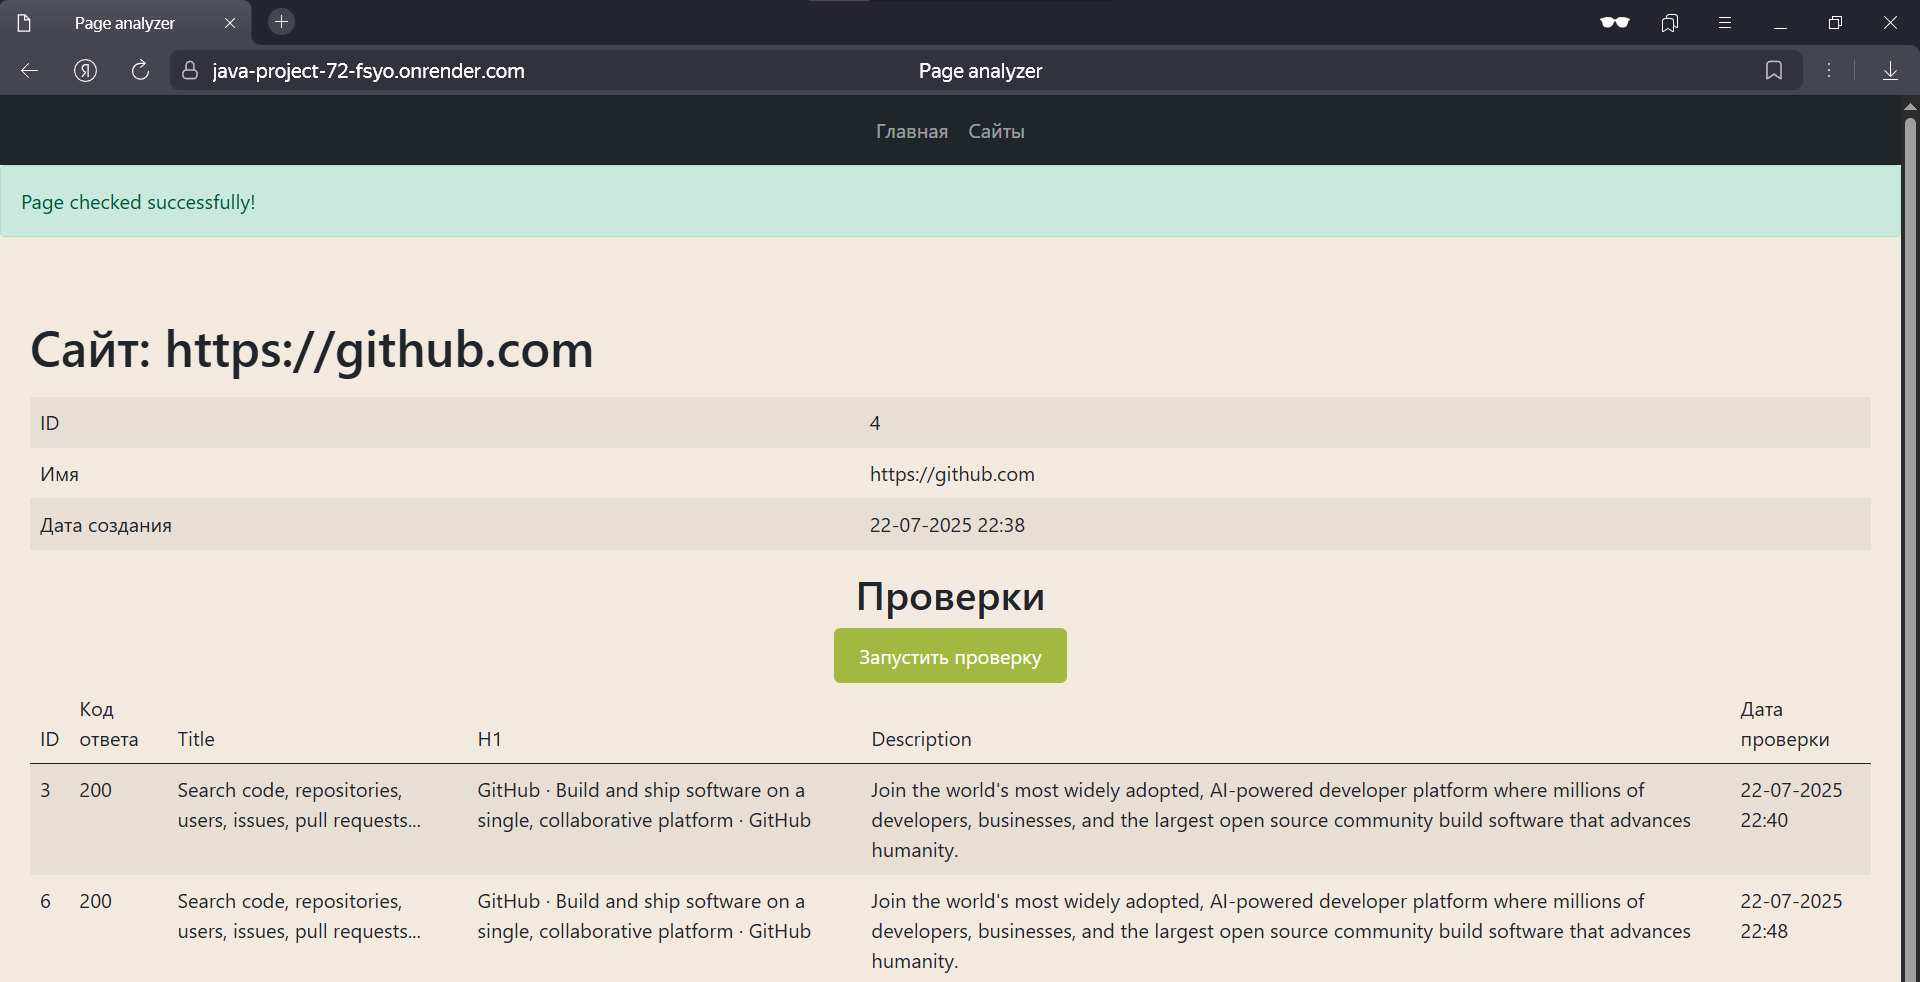 Page analyzer
java-project-72-fsyo.onrender.com
Page analyzer
Главная Сайты
Page checked successfully!
Сайт: https://github.com
ID 4
Имя https://github.com
Дата создания 22-07-2025 22:38
Проверки
Запустить проверку
ID Код ответа Title H1 Description Дата проверки
3 200 Search code, repositories, GitHub · Build and ship software on a Join the world's most widely adopted, AI-powered developer platform where millions of 22-07-2025
users, issues, pull requests... single, collaborative platform · GitHub developers, businesses, and the largest open source community build software that advances 22:40
humanity.
6 200 Search code, repositories, GitHub · Build and ship software on a Join the world's most widely adopted, AI-powered developer platform where millions of 22-07-2025
users, issues, pull requests... single, collaborative platform · GitHub developers, businesses, and the largest open source community build software that advances 22:48
humanity.